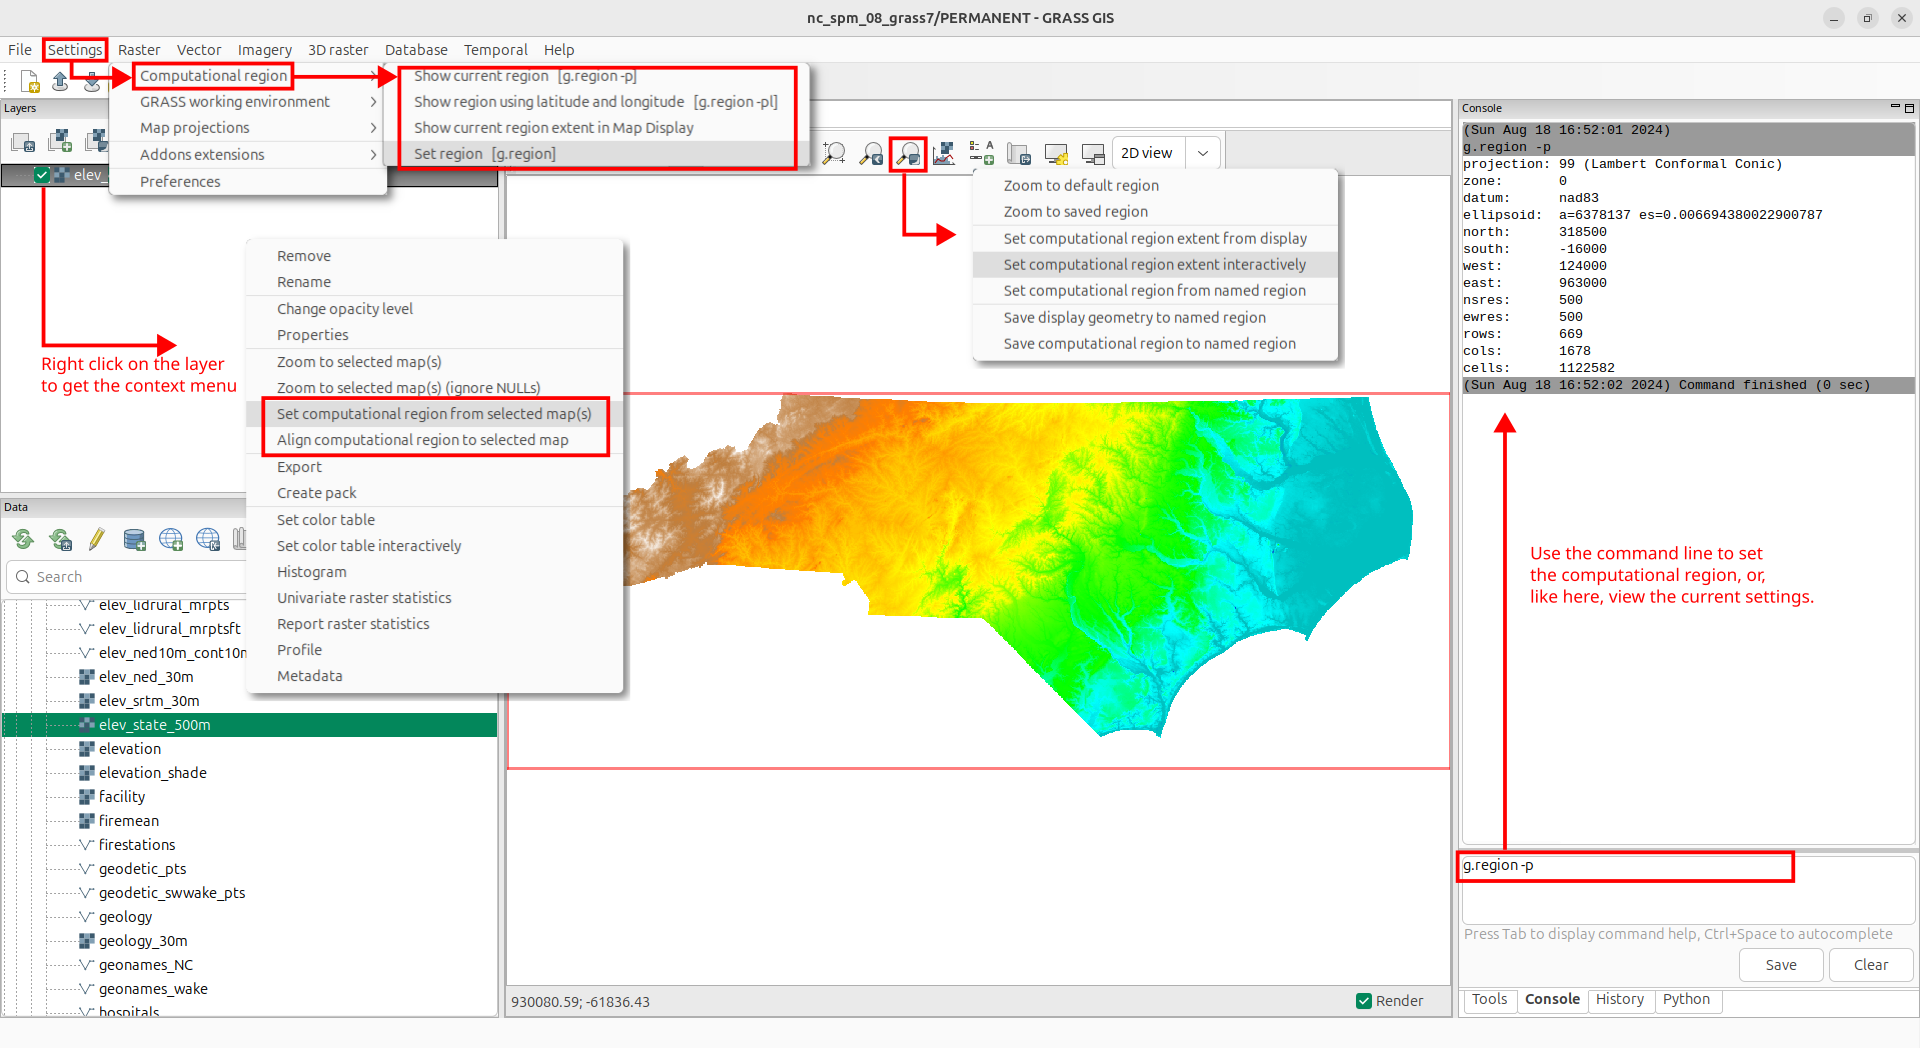 nc_spm_08_grass7/PERMANENT - GRASS GIS
File Settings Raster Vector Imagery 3D raster Database Temporal Help
Computational region
GRASS working environment
Map projections
Addons extensions
Preferences
Show current region [g.region -p]
Show region using latitude and longitude [g.region -pl]
Show current region extent in Map Display
Set region [g.region]
Layers
elev_
Right click on the layer
to get the context menu
Remove
Rename
Change opacity level
Properties
Zoom to selected map(s)
Zoom to selected map(s) (ignore NULLs)
Set computational region from selected map(s)
Align computational region to selected map
Export
Create pack
Set color table
Set color table interactively
Histogram
Univariate raster statistics
Report raster statistics
Profile
Metadata
Data
Search
elev_lidrural_mrpts
elev_lidrural_mrptsft
elev_ned10m_cont10m
elev_ned_30m
elev_srtm_30m
elev_state_500m
elevation
elevation_shade
facility
firemean
firestations
geodetic_pts
geodetic_swwake_pts
geology
geology_30m
geonames_NC
geonames_wake
hospitals
2D view
Zoom to default region
Zoom to saved region
Set computational region extent from display
Set computational region extent interactively
Set computational region from named region
Save display geometry to named region
Save computational region to named region
930080.59; -61836.43
Render
Console
(Sun Aug 18 16:52:01 2024)
g.region -p
projection: 99 (Lambert Conformal Conic)
zone: 0
datum: nad83
ellipsoid: a=6378137 es=0.006694380022900787
north: 318500
south: -16000
west: 124000
east: 963000
nsres: 500
ewres: 500
rows: 669
cols: 1678
cells: 1122582
(Sun Aug 18 16:52:02 2024) Command finished (0 sec)
Use the command line to set
the computational region, or,
like here, view the current settings.
g.region -p
Press Tab to display command help, Ctrl+Space to autocomplete
Save Clear
Tools Console History Python